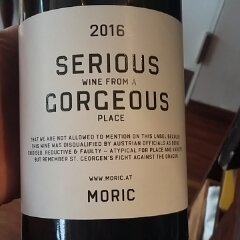 2016
SERIOUS
WINE FROM A
GORGEOUS
PLACE
THAT WE ARE NOT ALLOWED TO MENTION ON THIS LABEL BECAUSE
THIS WINE WAS DISQUALIFIED BY AUSTRIAN OFFICIALS AS BEING
REDUCTIVE & FAULTY – ATYPICAL FOR PLACE AND VARIETY
BUT REMEMBER ST. GEORGEN'S FIGHT AGAINST THE DRAGON
WWW.MORIC.AT
MORIC